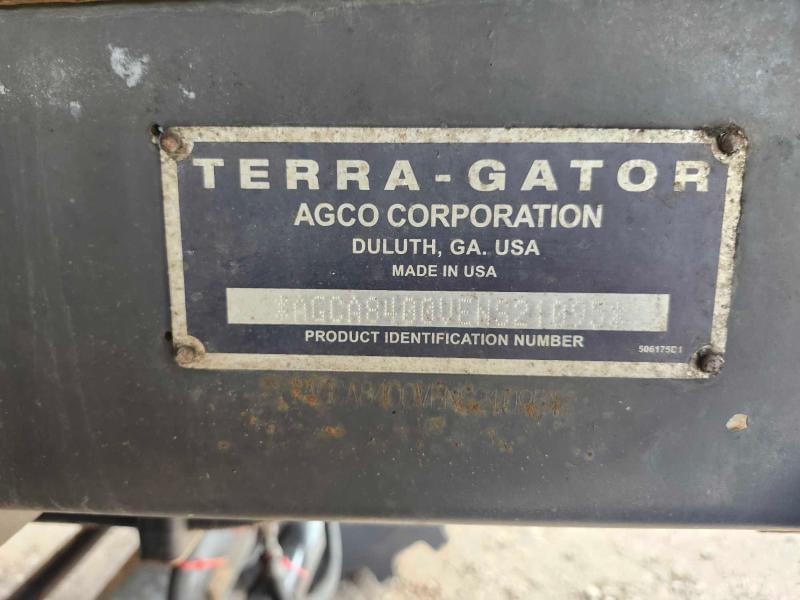 TERRA-GATOR
AGCO CORPORATION
DULUTH, GA. USA
MADE IN USA
PRODUCT IDENTIFICATION NUMBER
506175D1